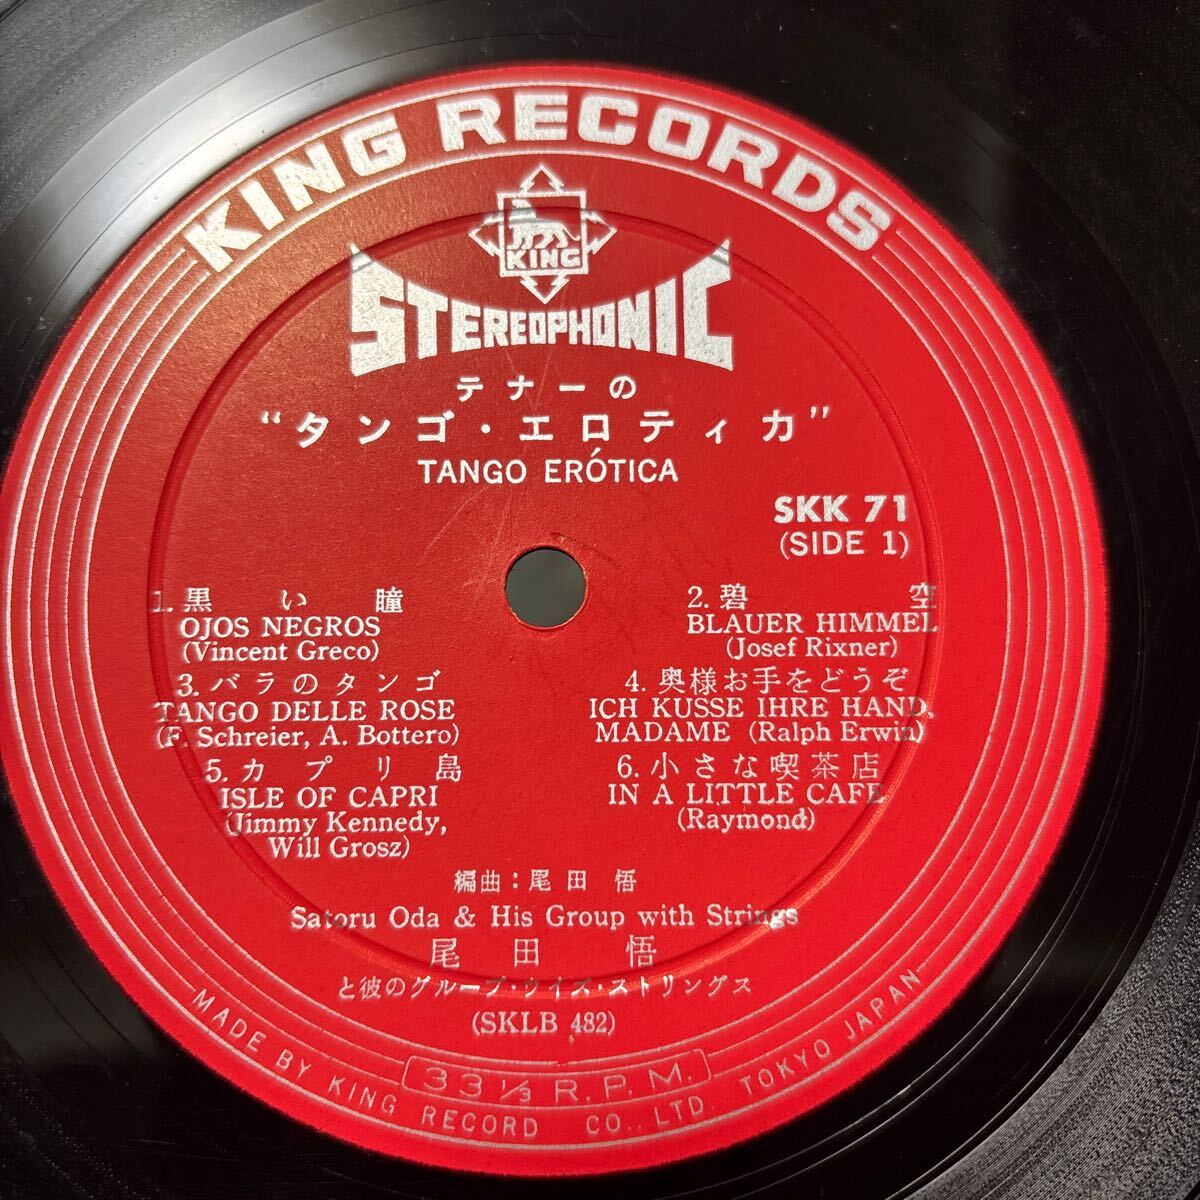 KING RECORDS
KING
STEREOPHONIC
テナーの
“タンゴ・エロティカ”
TANGO ERÓTICA
SKK 71
(SIDE 1)
1. 黒い瞳
OJOS NEGROS
(Vincent Greco)
2. 碧空
BLAUER HIMMEL
(Josef Rixner)
3. バラのタンゴ
TANGO DELLE ROSE
(F. Schreier, A. Bottero)
4. 奥様お手をどうぞ
ICH KUSSE IHRE HAND,
MADAME (Ralph Erwin)
5. カプリ島
ISLE OF CAPRI
(Jimmy Kennedy,
Will Grosz)
6. 小さな喫茶店
IN A LITTLE CAFE
(Raymond)
編曲：尾田 悟
Satoru Oda & His Group with Strings
尾田 悟
と彼のグループ・ウイズ・ストリングス
(SKLB 482)
33⅓ R.P.M.
MADE BY KING RECORD CO., LTD. TOKYO JAPAN